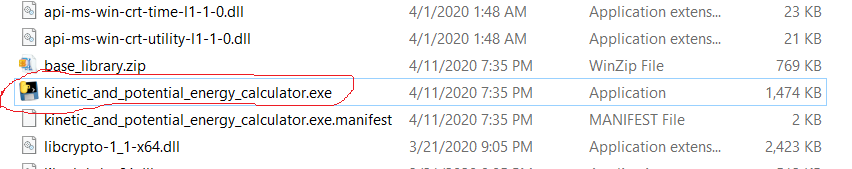 api-ms-win-crt-time-l1-1-0.dll 4/1/2020 1:48 AM Application extens... 23 KB
api-ms-win-crt-utility-l1-1-0.dll 4/1/2020 1:48 AM Application extens... 21 KB
base_library.zip 4/11/2020 7:35 PM WinZip File 769 KB
kinetic_and_potential_energy_calculator.exe 4/11/2020 7:35 PM Application 1,474 KB
kinetic_and_potential_energy_calculator.exe.manifest 4/11/2020 7:35 PM MANIFEST File 2 KB
libcrypto-1_1-x64.dll 3/21/2020 9:05 PM Application extens... 2,423 KB